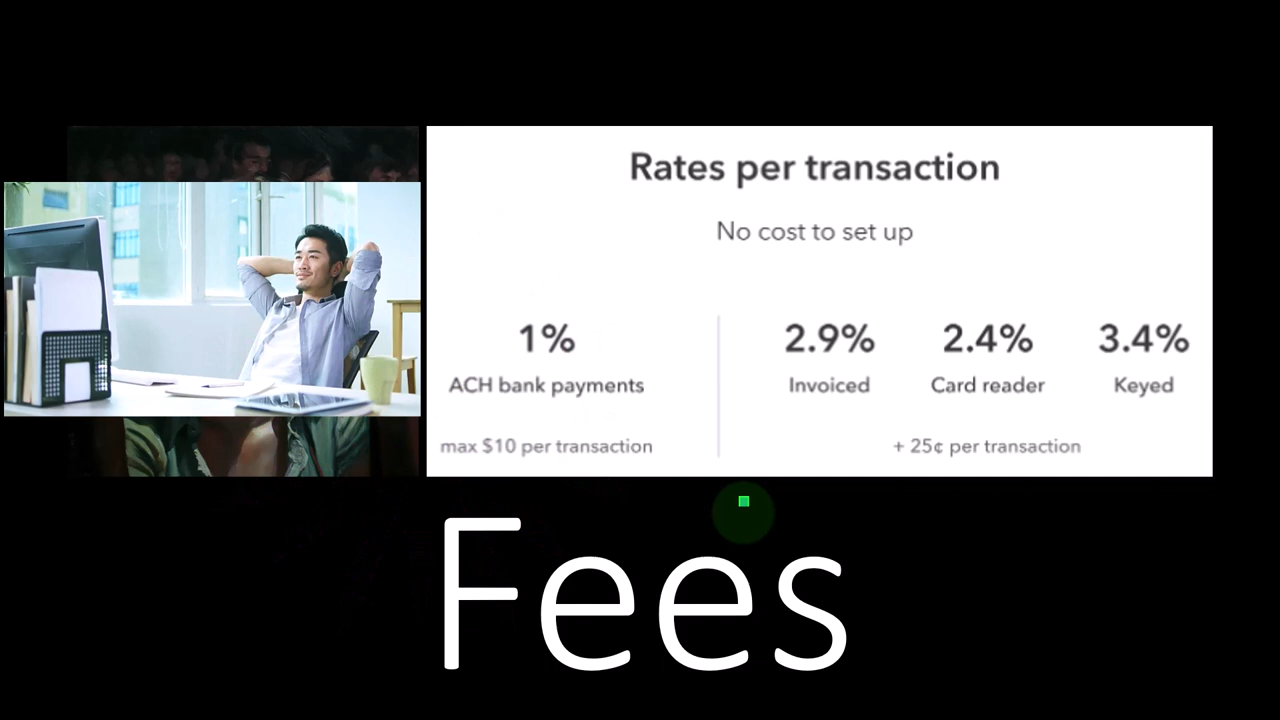 Rates per transaction
No cost to set up
1% 2.9% 2.4% 3.4%
ACH bank payments Invoiced Card reader Keyed
max $10 per transaction + 25¢ per transaction
Fees